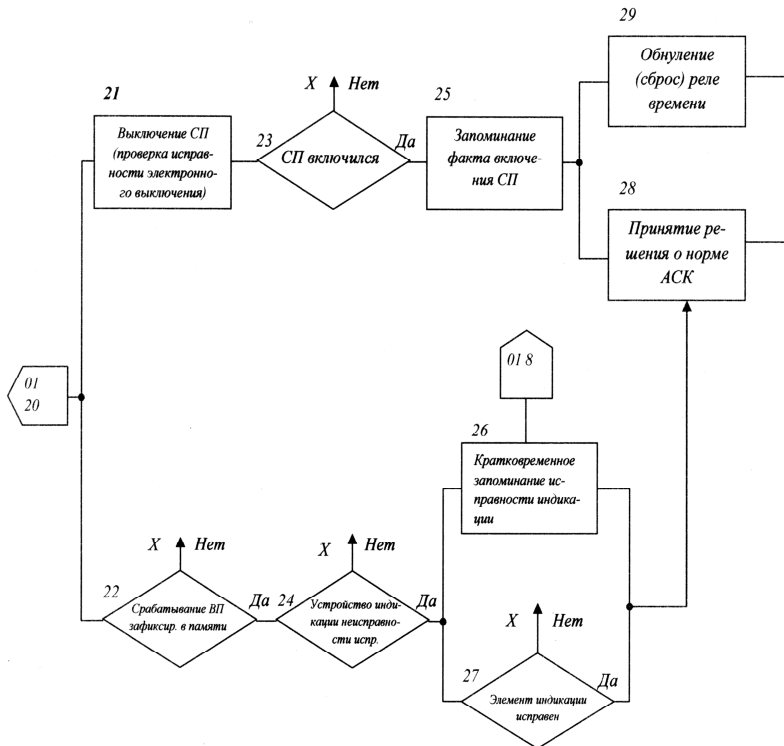 29
Обнуление
(сброс) реле
времени
21
Выключение СП
(проверка исправ-
ности электронно-
го выключения)
X Нет
23
СП включился
Да
25
Запоминание
факта включе-
ния СП
28
Принятие ре-
шения о норме
АСК
01
20
01 8
26
Кратковременное
запоминание ис-
правности индика-
ции
X Нет
22
Срабатывание ВП
зафиксир. в памяти
Да
X Нет
24
Устройство инди-
кации неисправно-
сти испр.
Да
X Нет
27
Элемент индикации
исправен
Да